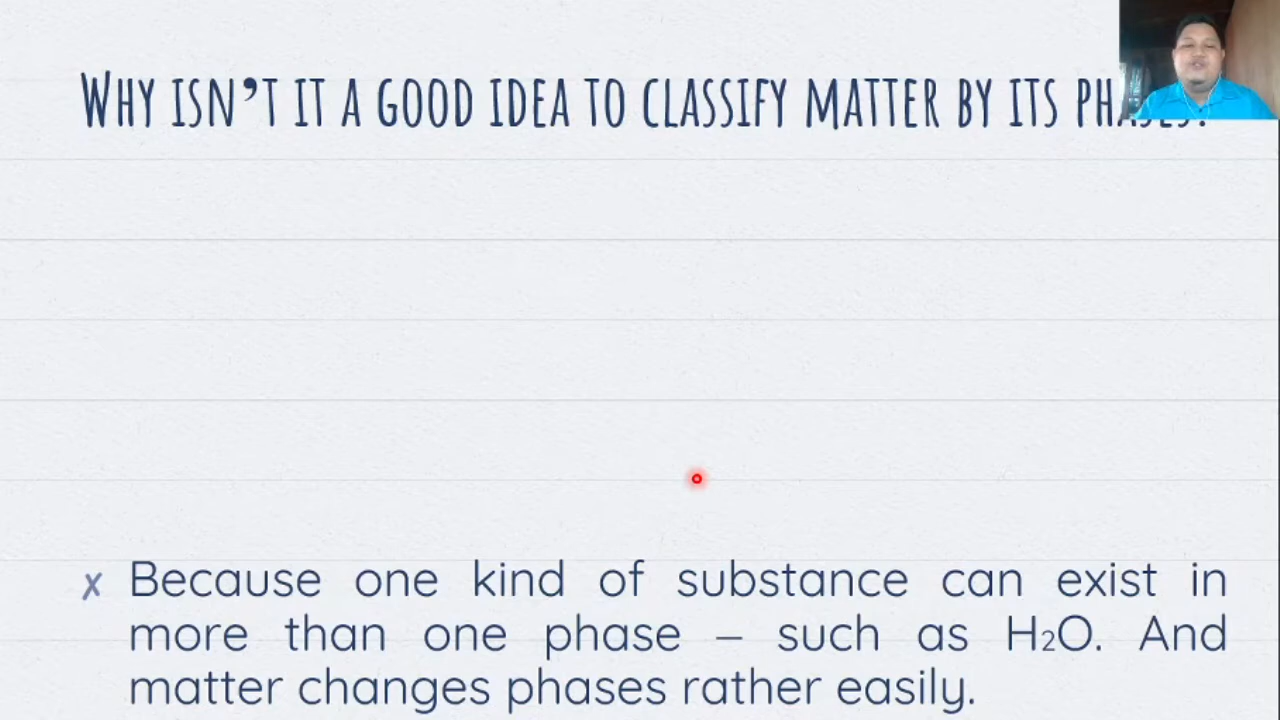 Why isn't it a good idea to classify matter by its phases?
x Because one kind of substance can exist in
more than one phase – such as H₂O. And
matter changes phases rather easily.